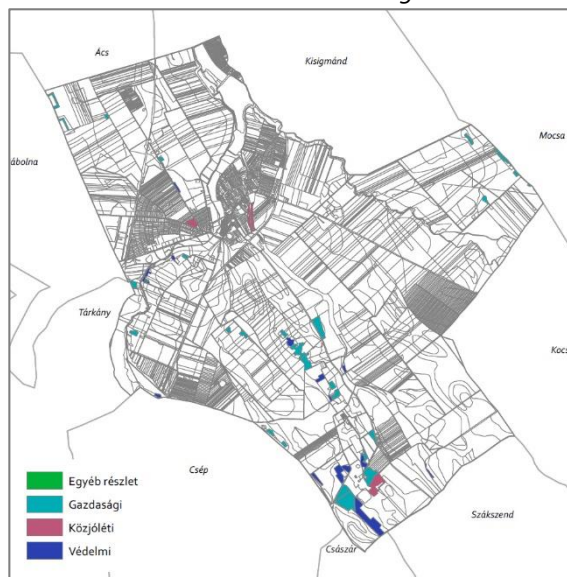 Ács
Kisigmánd
Mocsa
ábolna
Tárkány
Kocs
Csép
Egyéb részlet
Gazdasági
Közjóléti
Védelmi
Szákszend
Császár